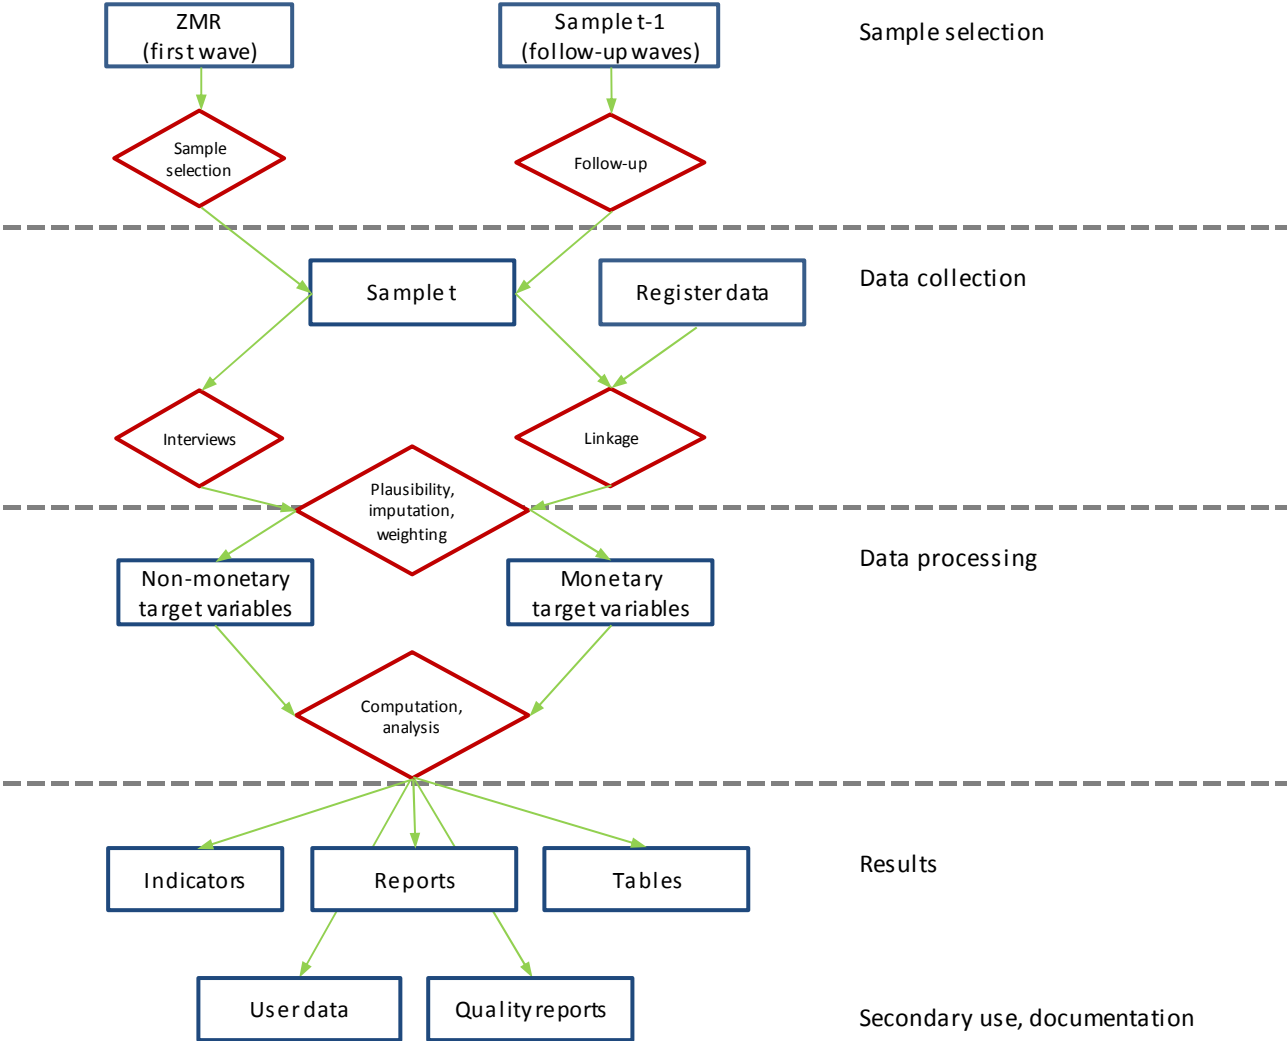 ZMR
(first wave)
Sample t-1
(follow-up waves)
Sample selection
Sample
selection
Follow-up
Sample t
Register data
Data collection
Interviews
Linkage
Plausibility,
imputation,
weighting
Non-monetary
target variables
Monetary
target variables
Data processing
Computation,
analysis
Indicators
Reports
Tables
Results
User data
Quality reports
Secondary use, documentation